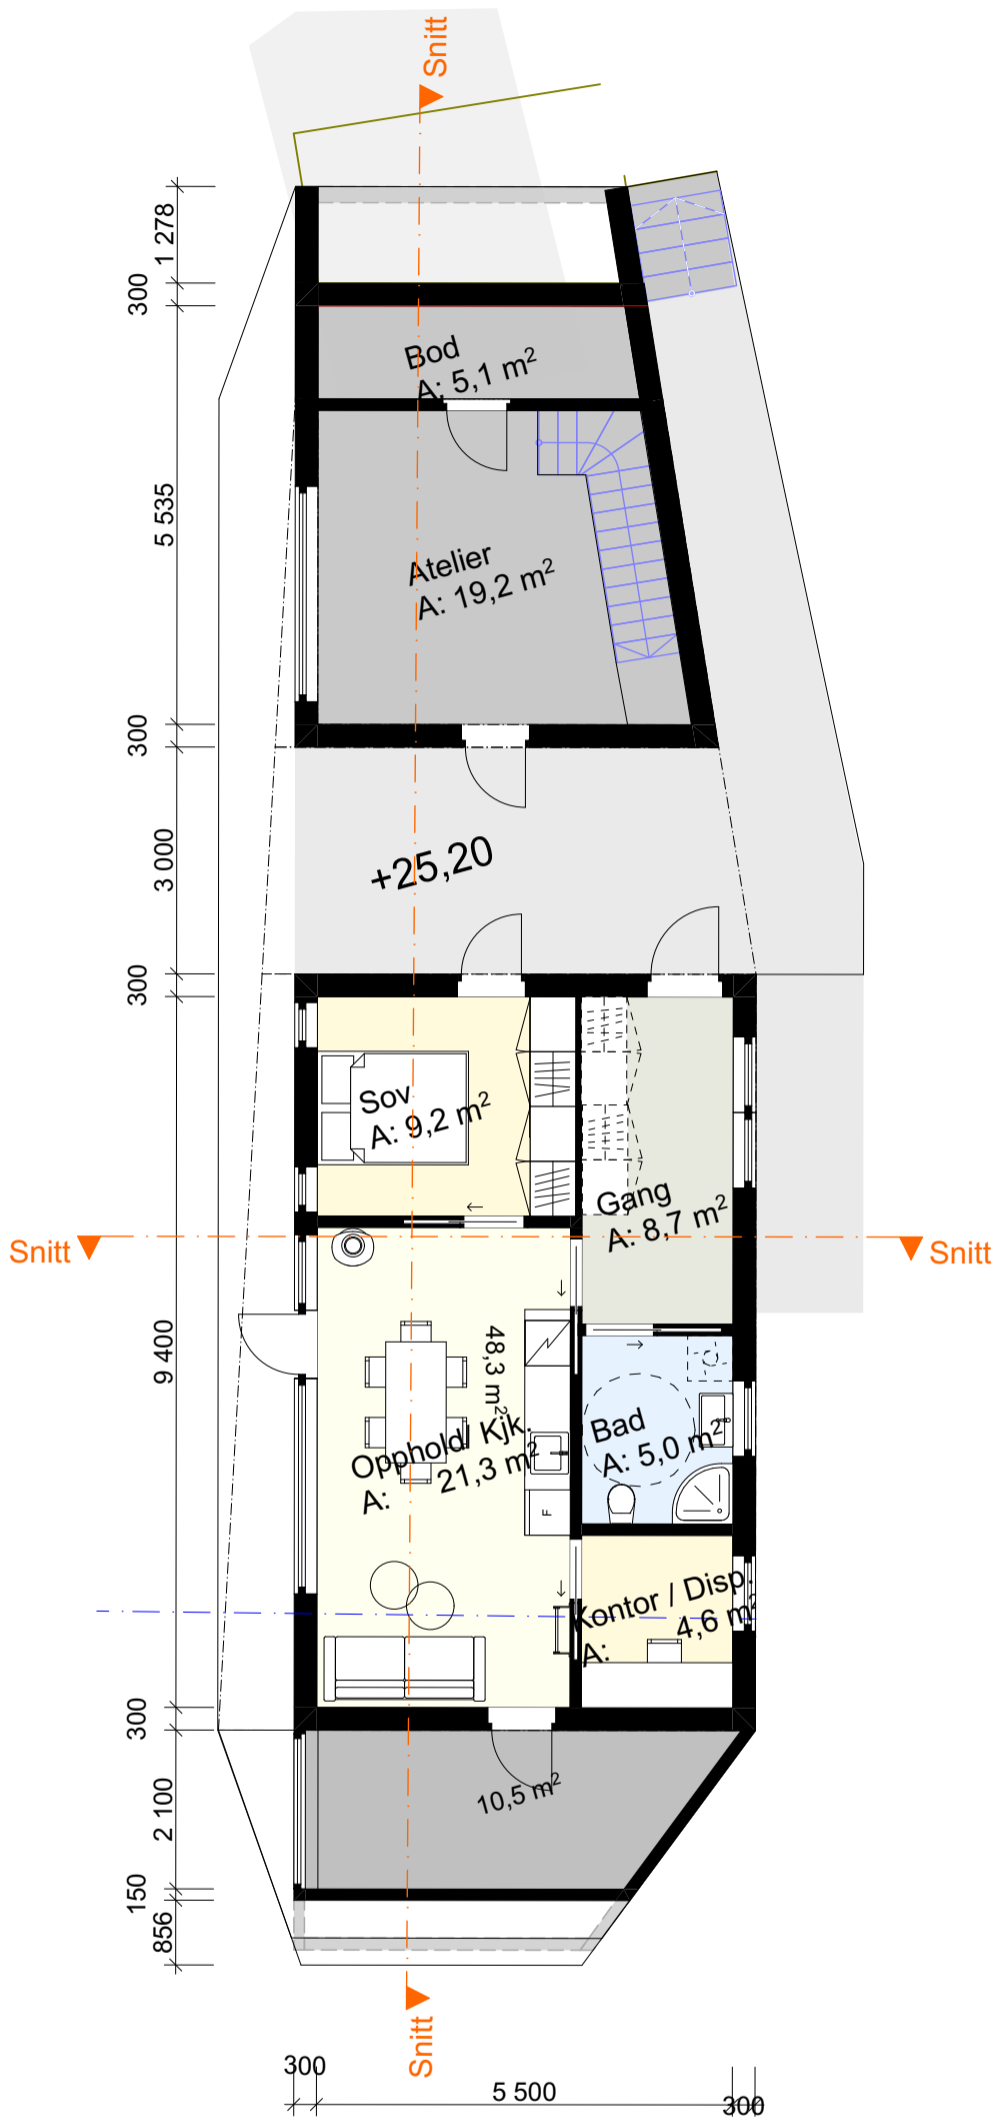 Snitt
1 278
300
Bod
A: 5,1 m²
5 535
Atelier
A: 19,2 m²
300
3 000
+25,20
300
Sov
A: 9,2 m²
Gang
A: 8,7 m²
Snitt
Snitt
9 400
48,3 m²
Opphold/ Kjk.
A: 21,3 m²
Bad
A: 5,0 m²
F
Kontor / Disp.
A: 4,6 m²
300
2 100
10,5 m²
150
856
Snitt
300
5 500
300